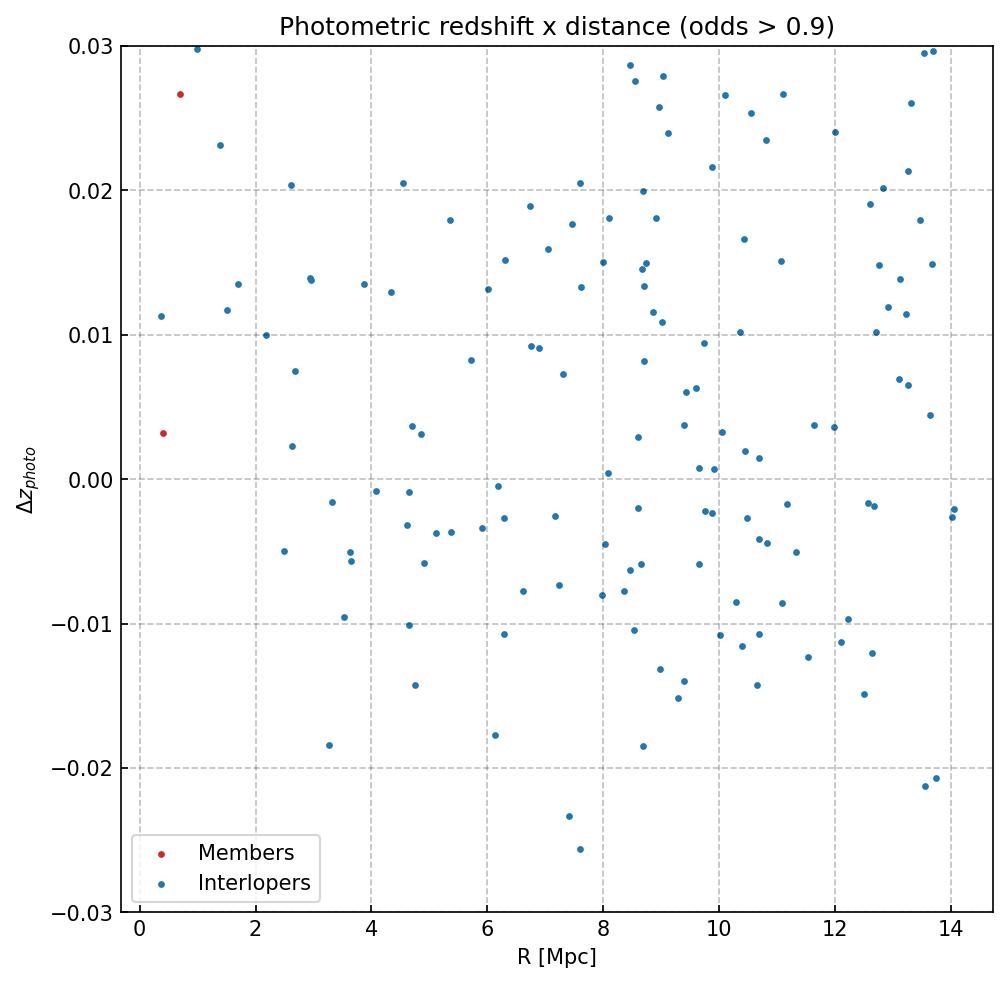 Photometric redshift x distance (odds > 0.9)
0.03
0.02
0.01
0.00
−0.01
−0.02
−0.03
Δz_photo
Members
Interlopers
0 2 4 6 8 10 12 14
R [Mpc]